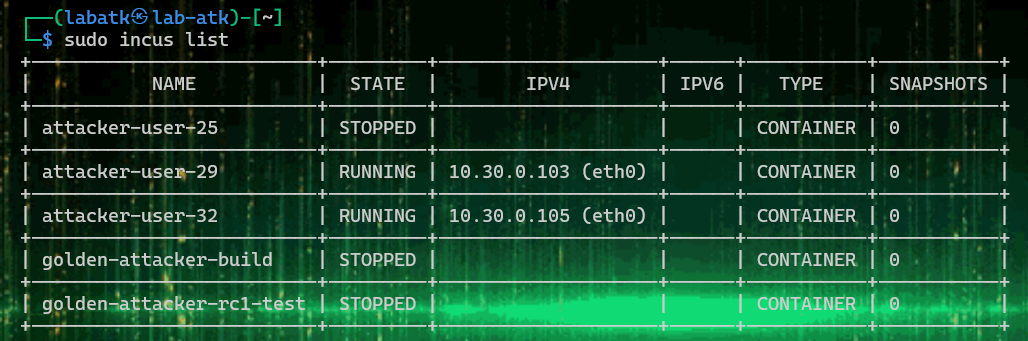 (labatk㉿lab-atk)-[~]
$ sudo incus list
| NAME | STATE | IPV4 | IPV6 | TYPE | SNAPSHOTS |
| attacker-user-25 | STOPPED | | | CONTAINER | 0 |
| attacker-user-29 | RUNNING | 10.30.0.103 (eth0) | | CONTAINER | 0 |
| attacker-user-32 | RUNNING | 10.30.0.105 (eth0) | | CONTAINER | 0 |
| golden-attacker-build | STOPPED | | | CONTAINER | 0 |
| golden-attacker-rc1-test | STOPPED | | | CONTAINER | 0 |